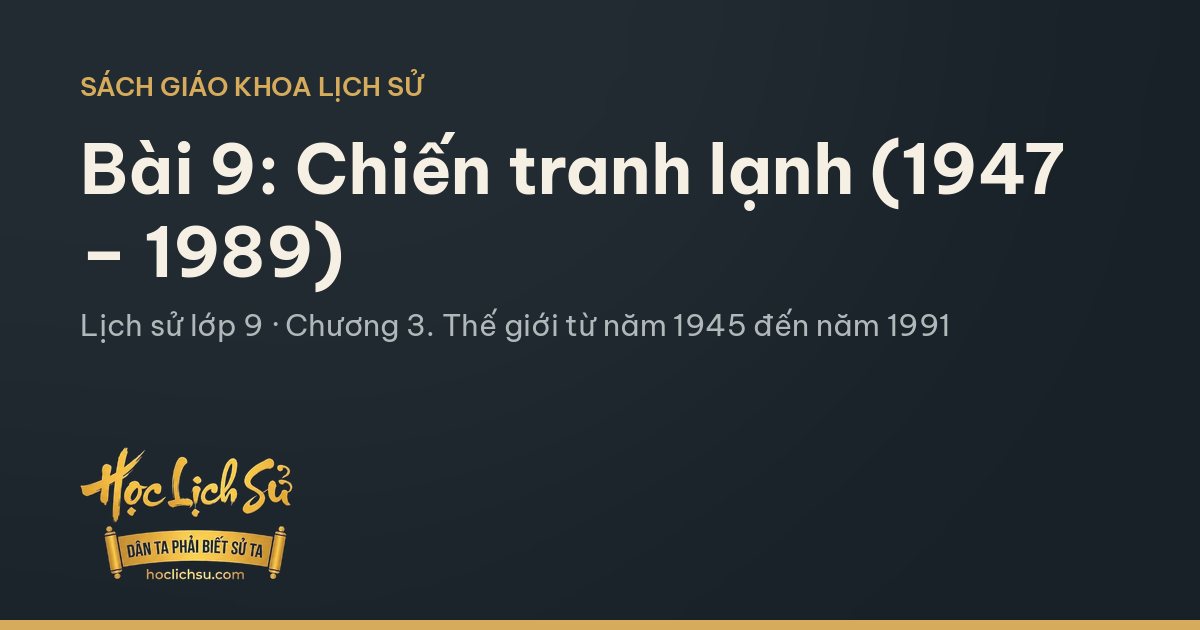 SÁCH GIÁO KHOA LỊCH SỬ
Bài 9: Chiến tranh lạnh (1947
– 1989)
Lịch sử lớp 9 · Chương 3. Thế giới từ năm 1945 đến năm 1991
Học Lịch Sử
DÂN TA PHẢI BIẾT SỬ TA
hoclichsu.com